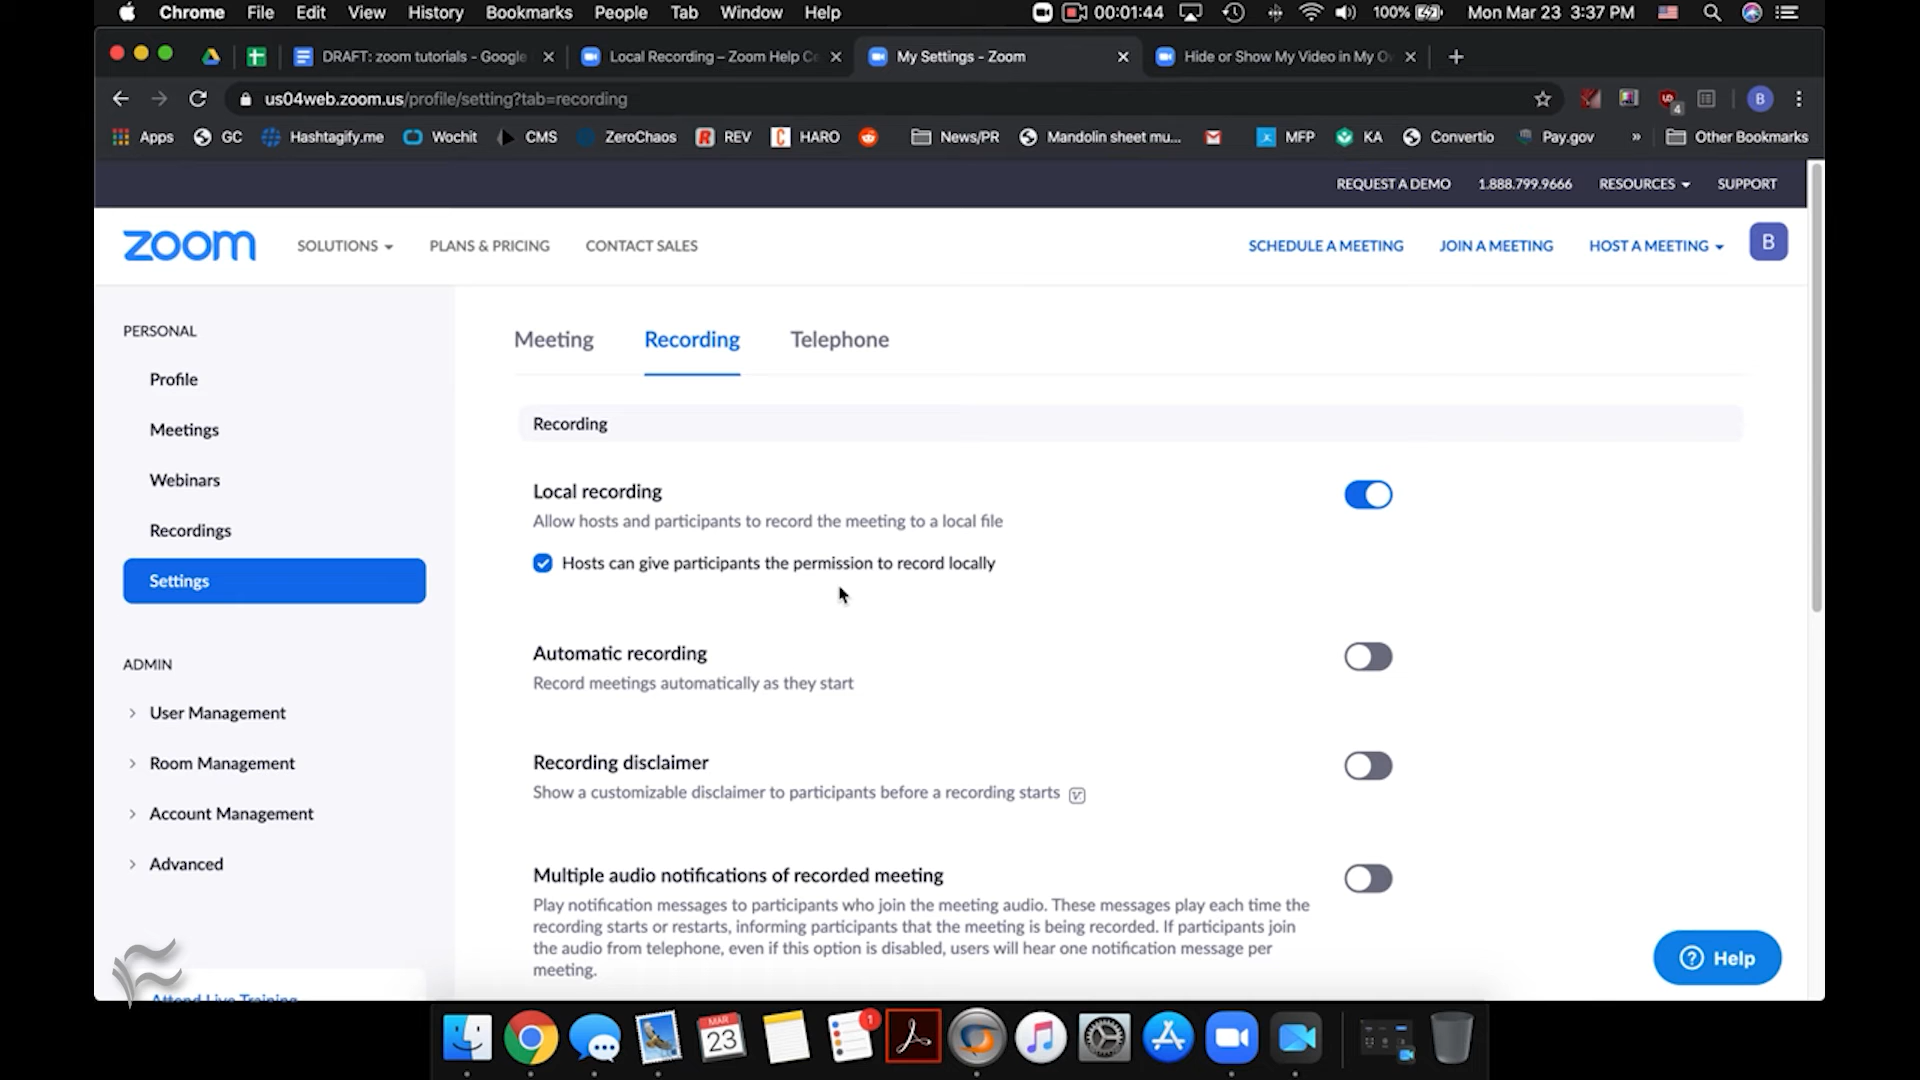 Chrome File Edit View History Bookmarks People Tab Window Help 00:01:44 100% Mon Mar 23 3:37 PM
DRAFT: zoom tutorials - Google Local Recording – Zoom Help Ce My Settings - Zoom Hide or Show My Video in My Ow
us04web.zoom.us/profile/setting?tab=recording B
Apps GC Hashtagify.me Wochit CMS ZeroChaos REV HARO News/PR Mandolin sheet mu... MFP KA Convertio Pay.gov » Other Bookmarks
REQUEST A DEMO 1.888.799.9666 RESOURCES SUPPORT
zoom SOLUTIONS PLANS & PRICING CONTACT SALES SCHEDULE A MEETING JOIN A MEETING HOST A MEETING B
PERSONAL
Profile
Meetings
Webinars
Recordings
Settings
ADMIN
User Management
Room Management
Account Management
Advanced
Attend Live Training
Meeting Recording Telephone
Recording
Local recording
Allow hosts and participants to record the meeting to a local file
Hosts can give participants the permission to record locally
Automatic recording
Record meetings automatically as they start
Recording disclaimer
Show a customizable disclaimer to participants before a recording starts
Multiple audio notifications of recorded meeting
Play notification messages to participants who join the meeting audio. These messages play each time the
recording starts or restarts, informing participants that the meeting is being recorded. If participants join
the audio from telephone, even if this option is disabled, users will hear one notification message per
meeting.
Help
MAR
23
1